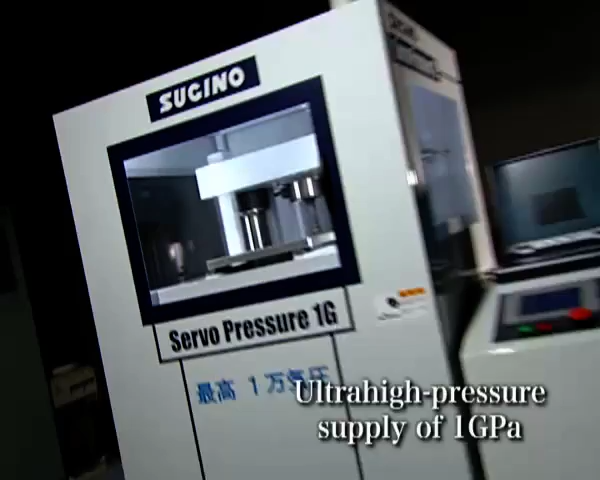 SUGINO
Servo Pressure 1G
最高 1万気圧
Ultrahigh-pressure
supply of 1GPa